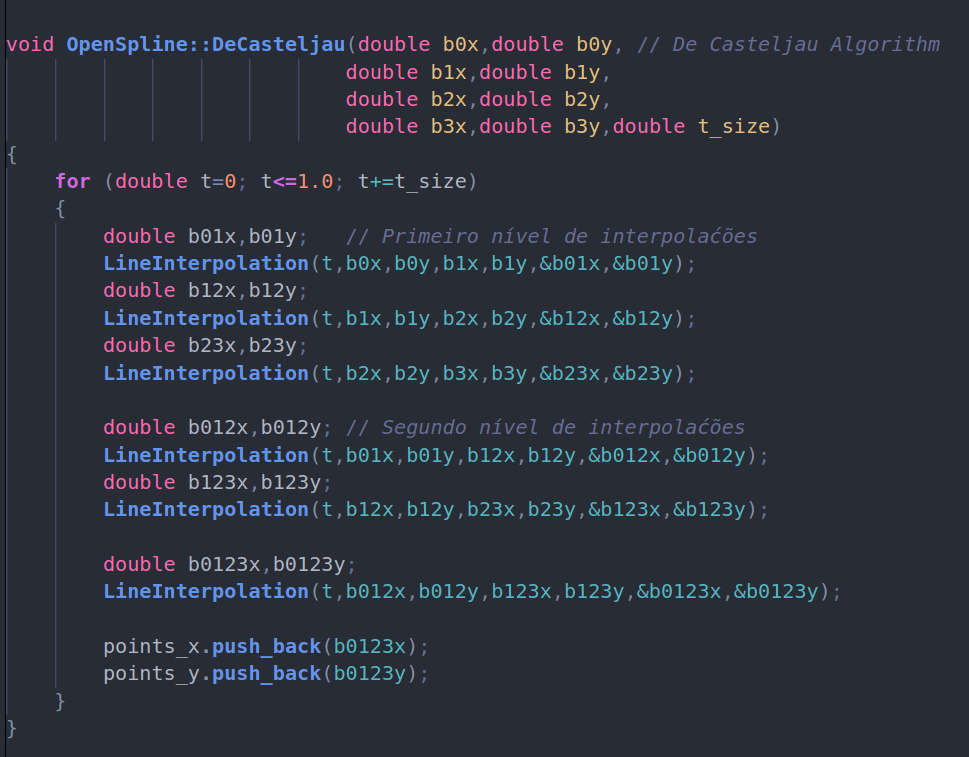 void OpenSpline::DeCasteljau(double b0x,double b0y, // De Casteljau Algorithm
double b1x,double b1y,
double b2x,double b2y,
double b3x,double b3y,double t_size)
{
for (double t=0; t<=1.0; t+=t_size)
{
double b01x,b01y; // Primeiro nível de interpolaćões
LineInterpolation(t,b0x,b0y,b1x,b1y,&b01x,&b01y);
double b12x,b12y;
LineInterpolation(t,b1x,b1y,b2x,b2y,&b12x,&b12y);
double b23x,b23y;
LineInterpolation(t,b2x,b2y,b3x,b3y,&b23x,&b23y);
double b012x,b012y; // Segundo nível de interpolaćões
LineInterpolation(t,b01x,b01y,b12x,b12y,&b012x,&b012y);
double b123x,b123y;
LineInterpolation(t,b12x,b12y,b23x,b23y,&b123x,&b123y);
double b0123x,b0123y;
LineInterpolation(t,b012x,b012y,b123x,b123y,&b0123x,&b0123y);
points_x.push_back(b0123x);
points_y.push_back(b0123y);
}
}